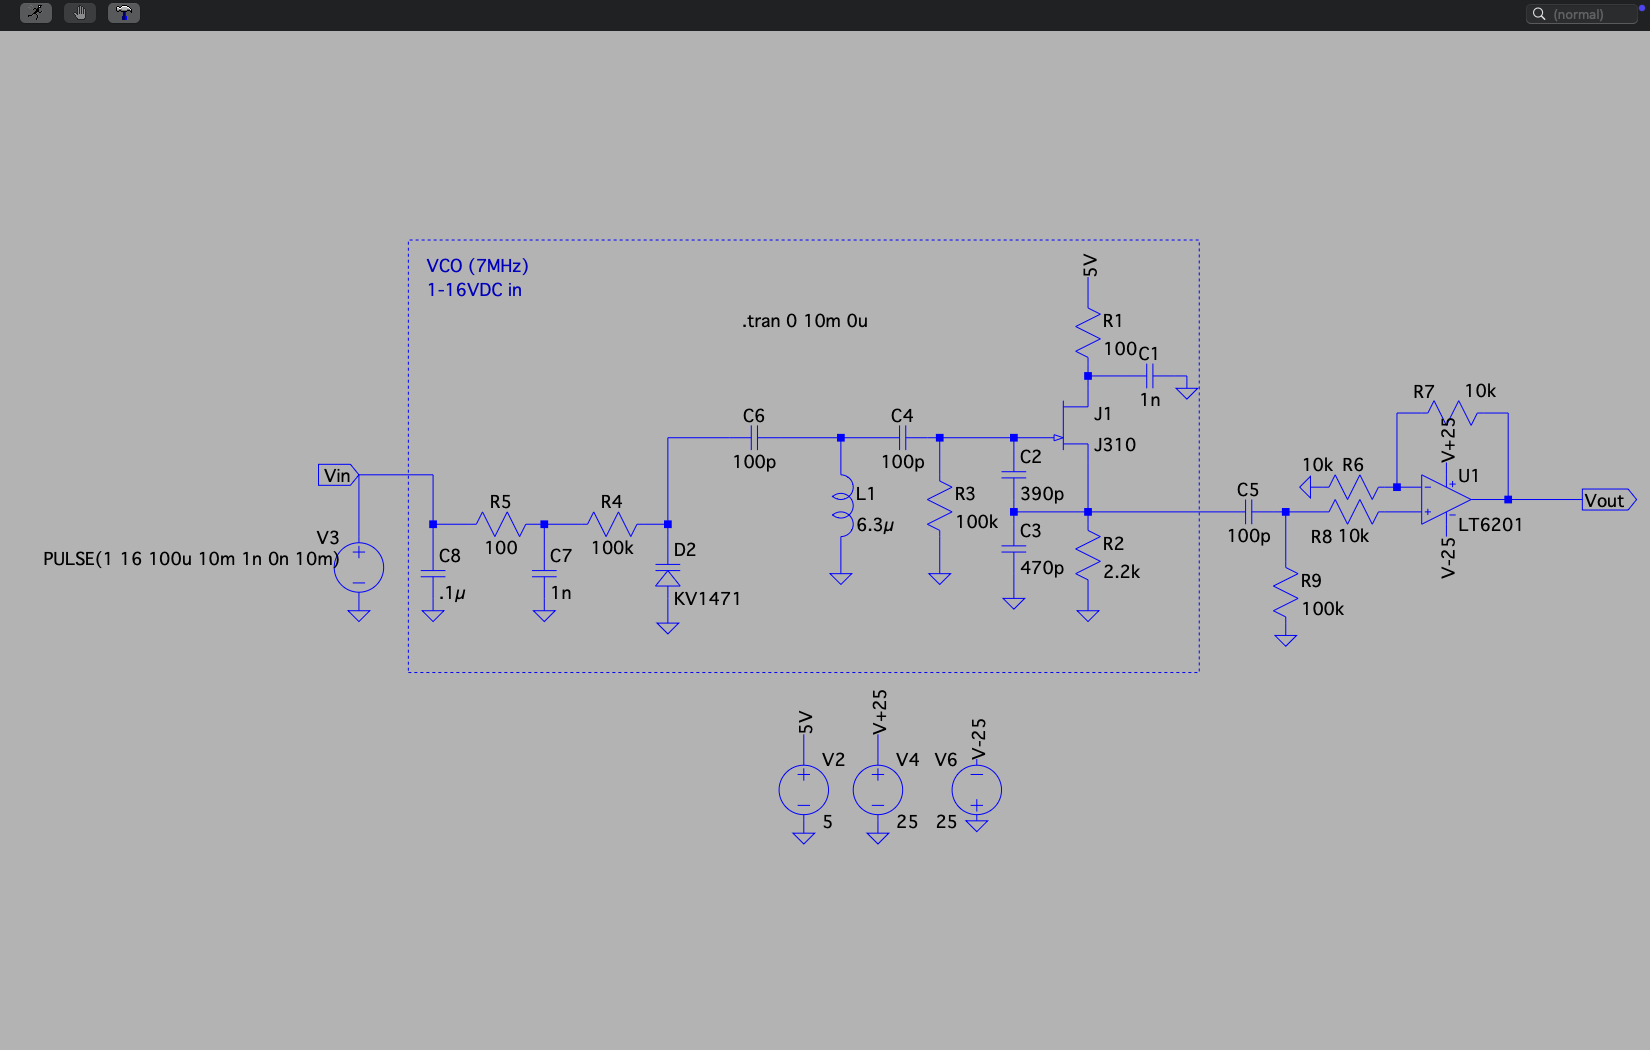 (normal)
VCO (7MHz)
1-16VDC in
5V
.tran 0 10m 0u
R1
100
C1
1n
R7
10k
C6
100p
C4
100p
J1
J310
V+25
C2
390p
10k
R6
U1
Vin
L1
6.3µ
R3
100k
C5
100p
Vout
R5
100
R4
100k
LT6201
R8
10k
V3
PULSE(1 16 100u 10m 1n 0n 10m)
C8
.1µ
C7
1n
D2
KV1471
C3
470p
R2
2.2k
V-25
R9
100k
5V
V+25
V-25
V2
5
V4
25
V6
25